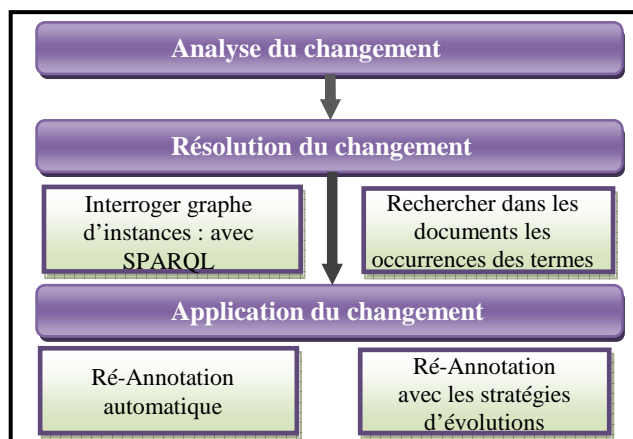 Analyse du changement
Résolution du changement
Interroger graphe
d’instances : avec
SPARQL
Rechercher dans les
documents les
occurrences des termes
Application du changement
Ré-Annotation
automatique
Ré-Annotation
avec les stratégies
d’évolutions